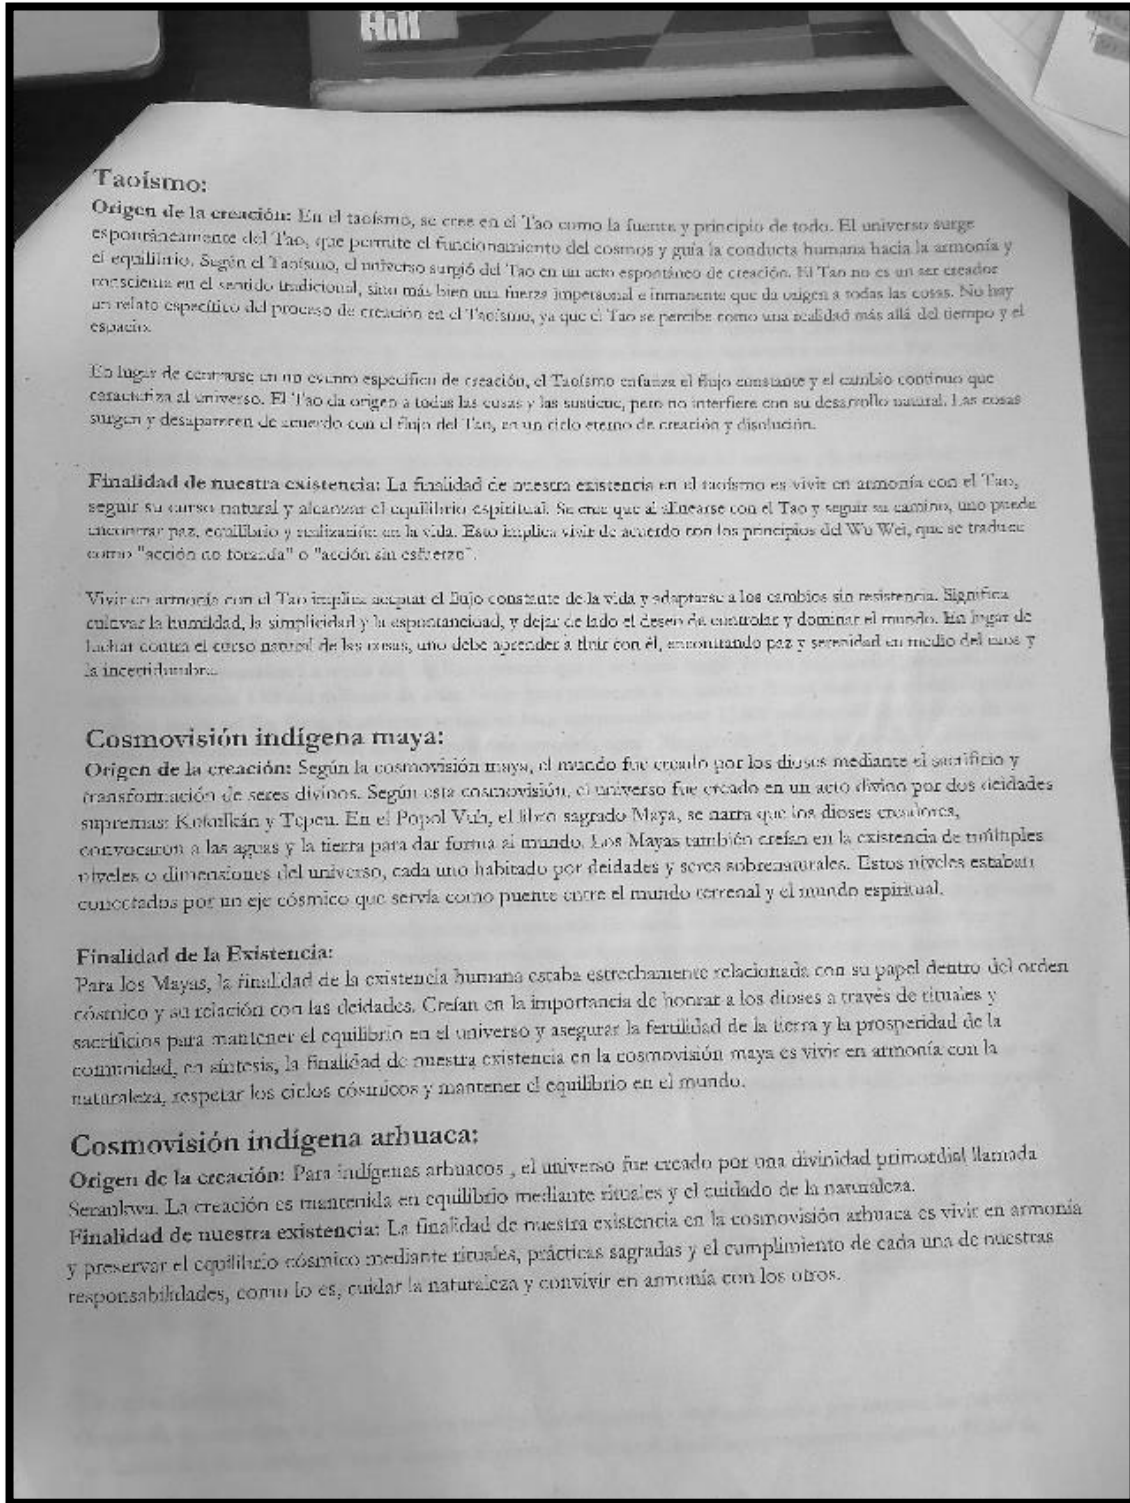 Hill
Taoísmo:
Origen de la creación: En el taoísmo, se cree en el Tao como la fuente y principio de todo. El universo surge
espontáneamente del Tao, que permite el funcionamiento del cosmos y guía la conducta humana hacia la armonía y
el equilibrio. Según el Taoísmo, el universo surgió del Tao en un acto espontáneo de creación. El Tao no es un ser creador
consciente en el sentido tradicional, sino más bien una fuerza impersonal e inmanente que da origen a todas las cosas. No hay
un relato específico del proceso de creación en el Taoísmo, ya que el Tao se percibe como una realidad más allá del tiempo y el
espacio.
En lugar de centrarse en un evento específico de creación, el Taoísmo enfatiza el flujo constante y el cambio continuo que
caracteriza al universo. El Tao da origen a todas las cosas y las sustiene, pero no interfiere con su desarrollo natural. Las cosas
surgen y desaparecen de acuerdo con el flujo del Tao, en un ciclo eterno de creación y disolución.
Finalidad de nuestra existencia: La finalidad de nuestra existencia en el taoísmo es vivir en armonía con el Tao,
seguir su curso natural y alcanzar el equilibrio espiritual. Se cree que al alinearse con el Tao y seguir su camino, uno puede
encontrar paz, equilibrio y realización en la vida. Esto implica vivir de acuerdo con los principios del Wu Wei, que se traduce
como "acción no forzada" o "acción sin esfuerzo".
Vivir en armonía con el Tao implica aceptar el flujo constante de la vida y adaptarse a los cambios sin resistencia. Significa
cultivar la humildad, la simplicidad y la espontaneidad, y dejar de lado el deseo de controlar y dominar el mundo. En lugar de
luchar contra el curso natural de las cosas, uno debe aprender a fluir con él, encontrando paz y serenidad en medio del caos y
la incertidumbre.
Cosmovisión indígena maya:
Origen de la creación: Según la cosmovisión maya, el mundo fue creado por los dioses mediante el sacrificio y
transformación de seres divinos. Según esta cosmovisión, el universo fue creado en un acto divino por dos deidades
supremas: Kukulkán y Tepeu. En el Popol Vuh, el libro sagrado Maya, se narra que los dioses creadores,
convocaron a las aguas y la tierra para dar forma al mundo. Los Mayas también creían en la existencia de múltiples
niveles o dimensiones del universo, cada uno habitado por deidades y seres sobrenaturales. Estos niveles estaban
conectados por un eje cósmico que servía como puente entre el mundo terrenal y el mundo espiritual.
Finalidad de la Existencia:
Para los Mayas, la finalidad de la existencia humana estaba estrechamente relacionada con su papel dentro del orden
cósmico y su relación con las deidades. Creían en la importancia de honrar a los dioses a través de rituales y
sacrificios para mantener el equilibrio en el universo y asegurar la fertilidad de la tierra y la prosperidad de la
comunidad, en síntesis, la finalidad de nuestra existencia en la cosmovisión maya es vivir en armonía con la
naturaleza, respetar los ciclos cósmicos y mantener el equilibrio en el mundo.
Cosmovisión indígena arhuaca:
Origen de la creación: Para indígenas arhuacos , el universo fue creado por una divinidad primordial llamada
Serankwa. La creación es mantenida en equilibrio mediante rituales y el cuidado de la naturaleza.
Finalidad de nuestra existencia: La finalidad de nuestra existencia en la cosmovisión arhuaca es vivir en armonía
y preservar el equilibrio cósmico mediante rituales, prácticas sagradas y el cumplimiento de cada una de nuestras
responsabilidades, como lo es, cuidar la naturaleza y convivir en armonía con los otros.